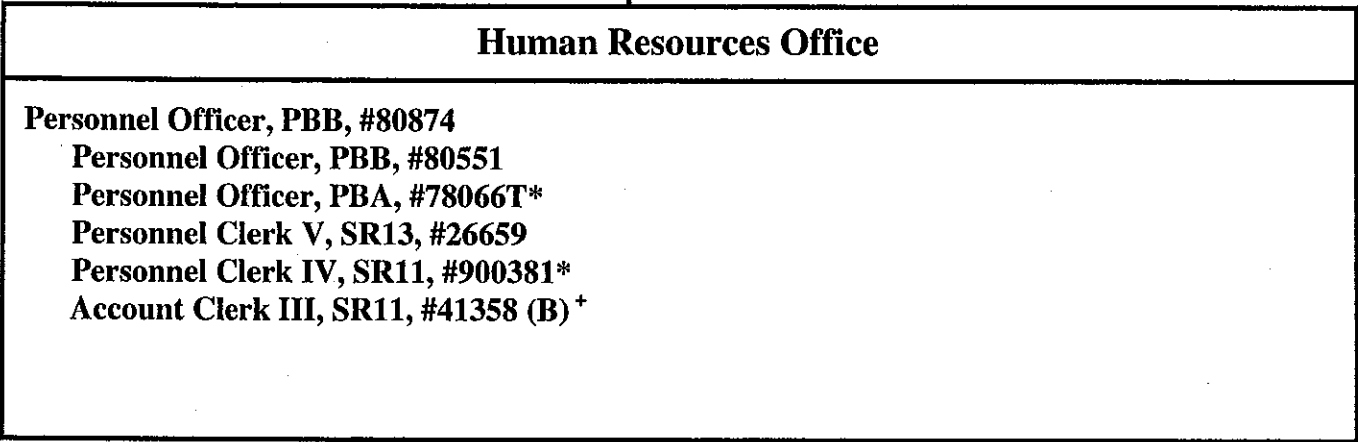 Human Resources Office
Personnel Officer, PBB, #80874
Personnel Officer, PBB, #80551
Personnel Officer, PBA, #78066T*
Personnel Clerk V, SR13, #26659
Personnel Clerk IV, SR11, #900381*
Account Clerk III, SR11, #41358 (B) +